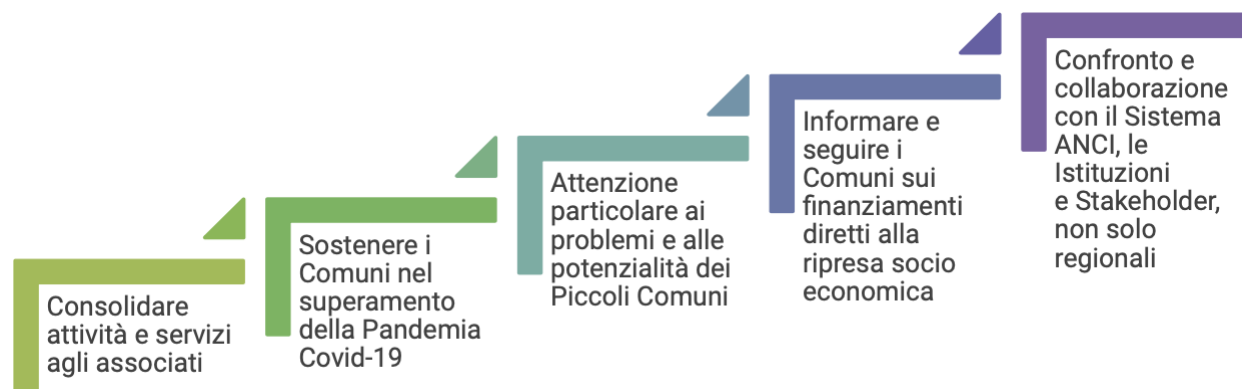 Consolidare
attività e servizi
agli associati
Sostenere i
Comuni nel
superamento
della Pandemia
Covid-19
Attenzione
particolare ai
problemi e alle
potenzialità dei
Piccoli Comuni
Informare e
seguire i
Comuni sui
finanziamenti
diretti alla
ripresa socio
economica
Confronto e
collaborazione
con il Sistema
ANCI, le
Istituzioni
e Stakeholder,
non solo
regionali